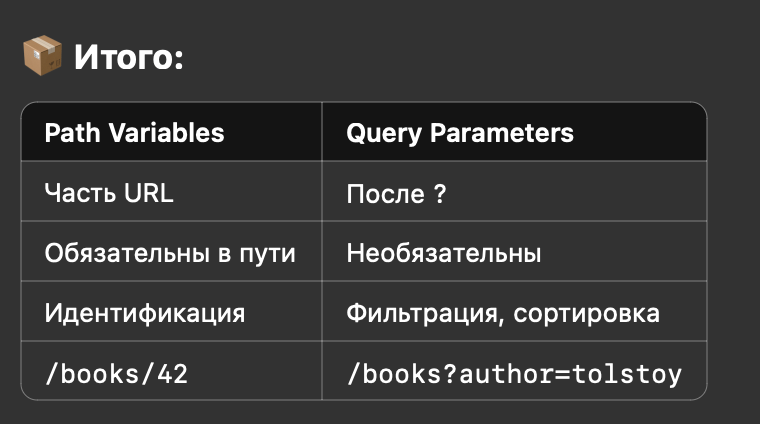 📦 Итого:
Path Variables Query Parameters
Часть URL После ?
Обязательны в пути Необязательны
Идентификация Фильтрация, сортировка
/books/42 /books?author=tolstoy